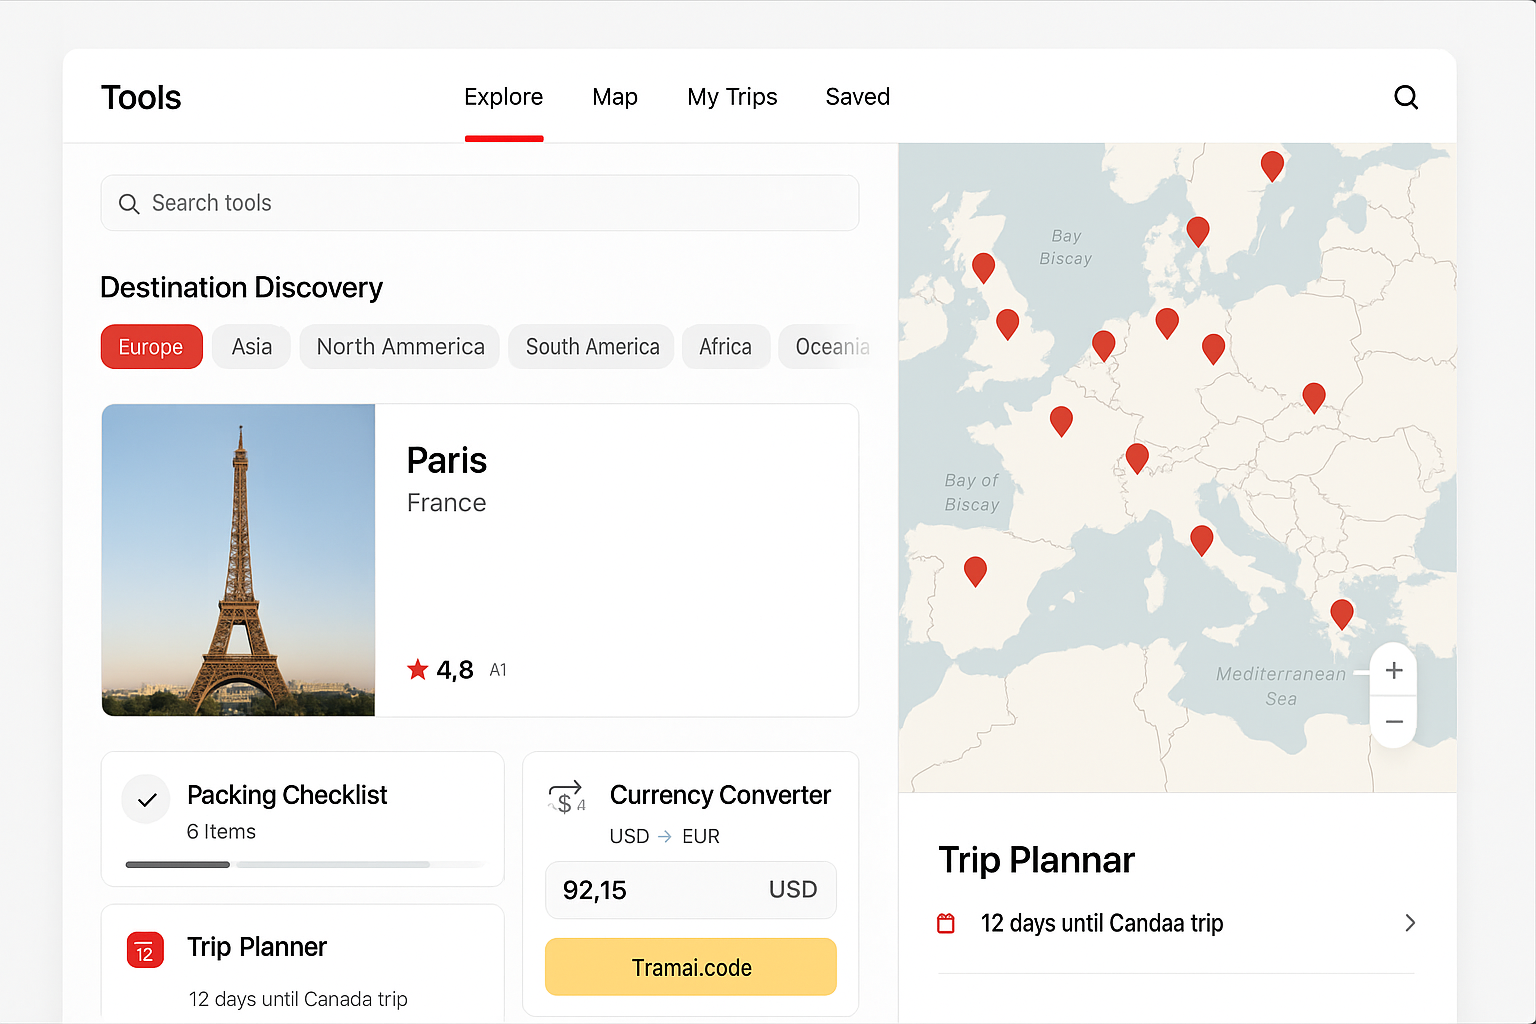 Tools
Explore
Map
My Trips
Saved
Search tools
Destination Discovery
Europe
Asia
North Ammerica
South America
Africa
Oceania
Paris
France
4,8 A1
Packing Checklist
6 Items
Currency Converter
USD → EUR
92,15 USD
Tramai.code
12
Trip Planner
12 days until Canada trip
Bay
Biscay
Bay of
Biscay
Mediterranean
Sea
+
−
Trip Plannar
12 days until Candaa trip